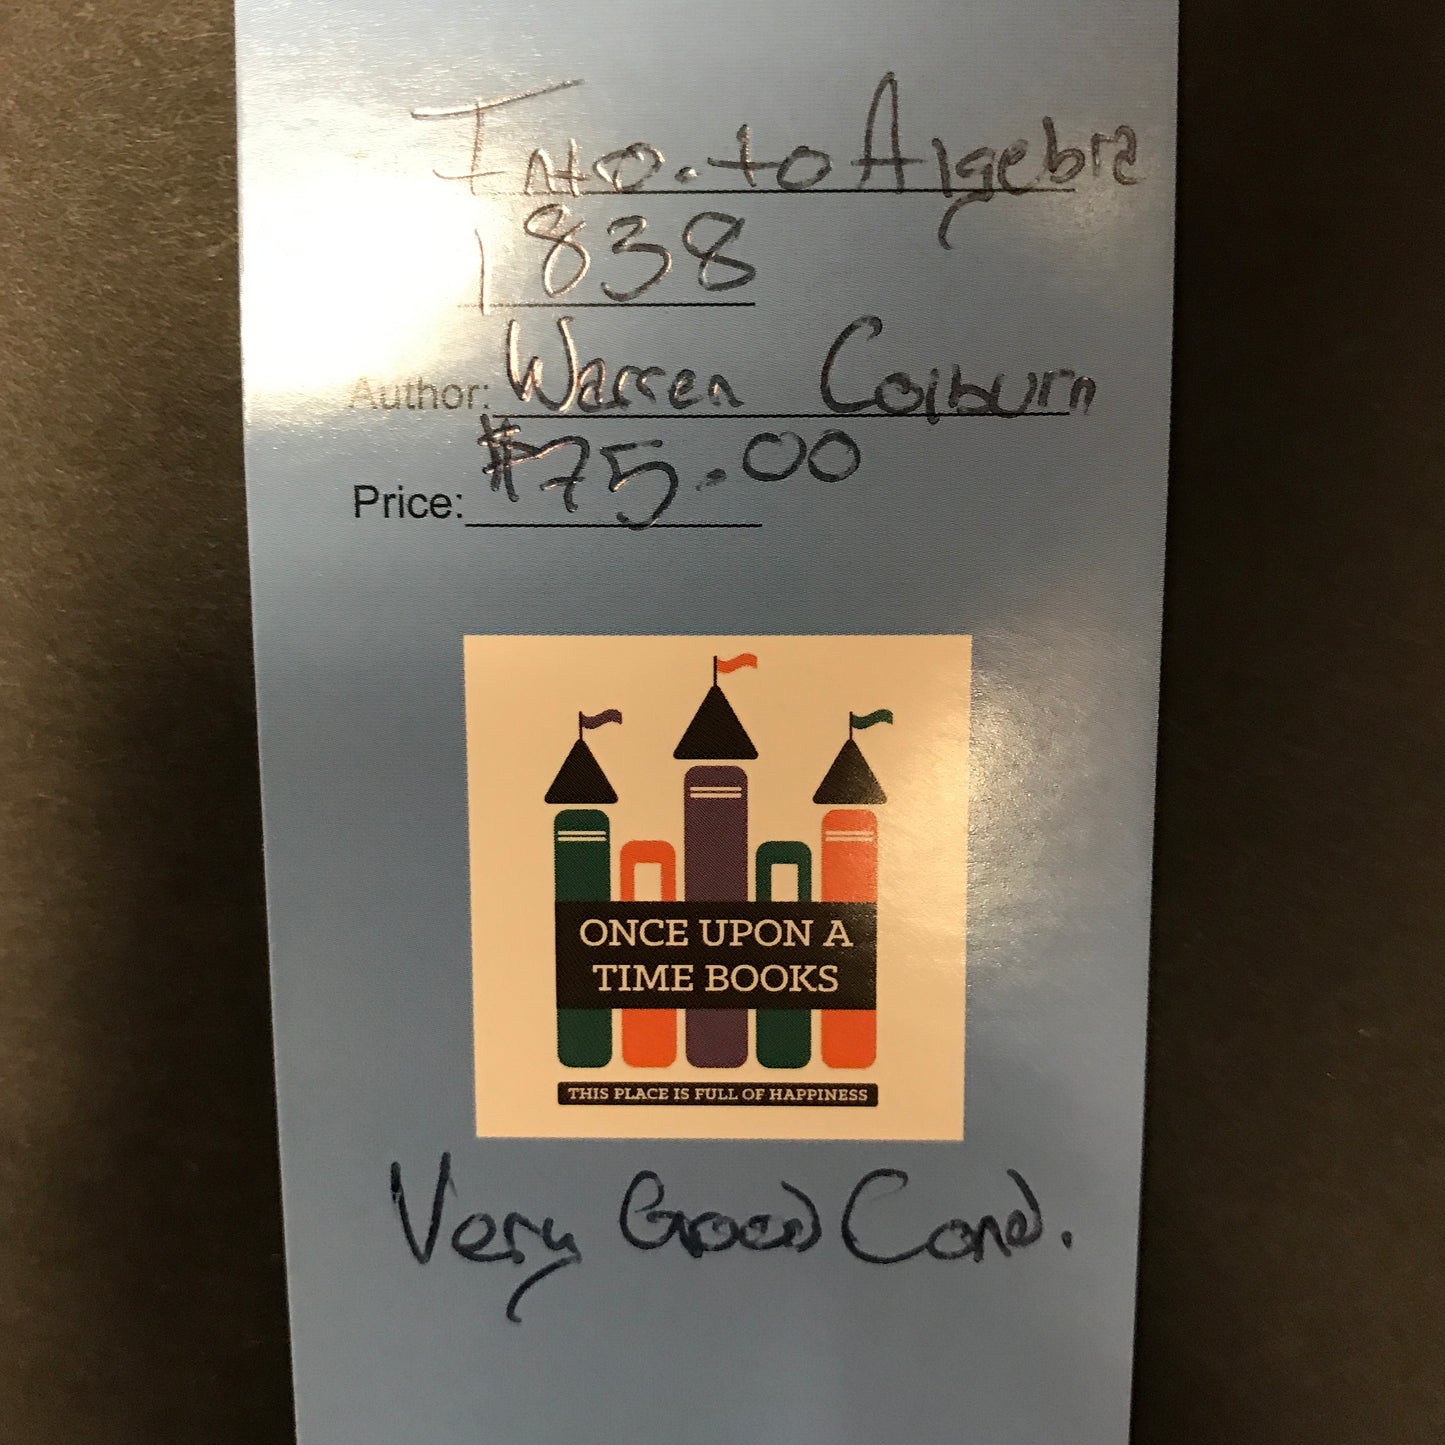 Intro. to Algebra
1838
Author: Warren Colburn
Price: $75.00
ONCE UPON A
TIME BOOKS
THIS PLACE IS FULL OF HAPPINESS
Very Good Cond.